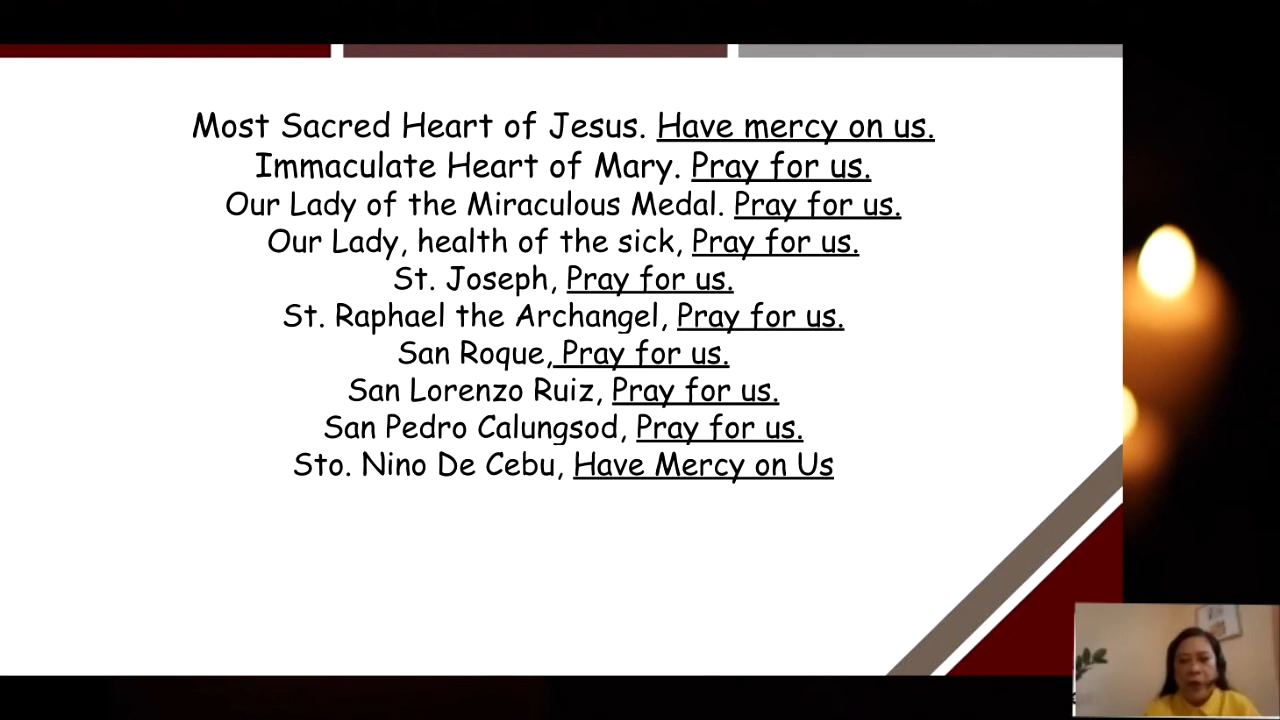 Most Sacred Heart of Jesus. Have mercy on us.
Immaculate Heart of Mary. Pray for us.
Our Lady of the Miraculous Medal. Pray for us.
Our Lady, health of the sick, Pray for us.
St. Joseph, Pray for us.
St. Raphael the Archangel, Pray for us.
San Roque, Pray for us.
San Lorenzo Ruiz, Pray for us.
San Pedro Calungsod, Pray for us.
Sto. Nino De Cebu, Have Mercy on Us